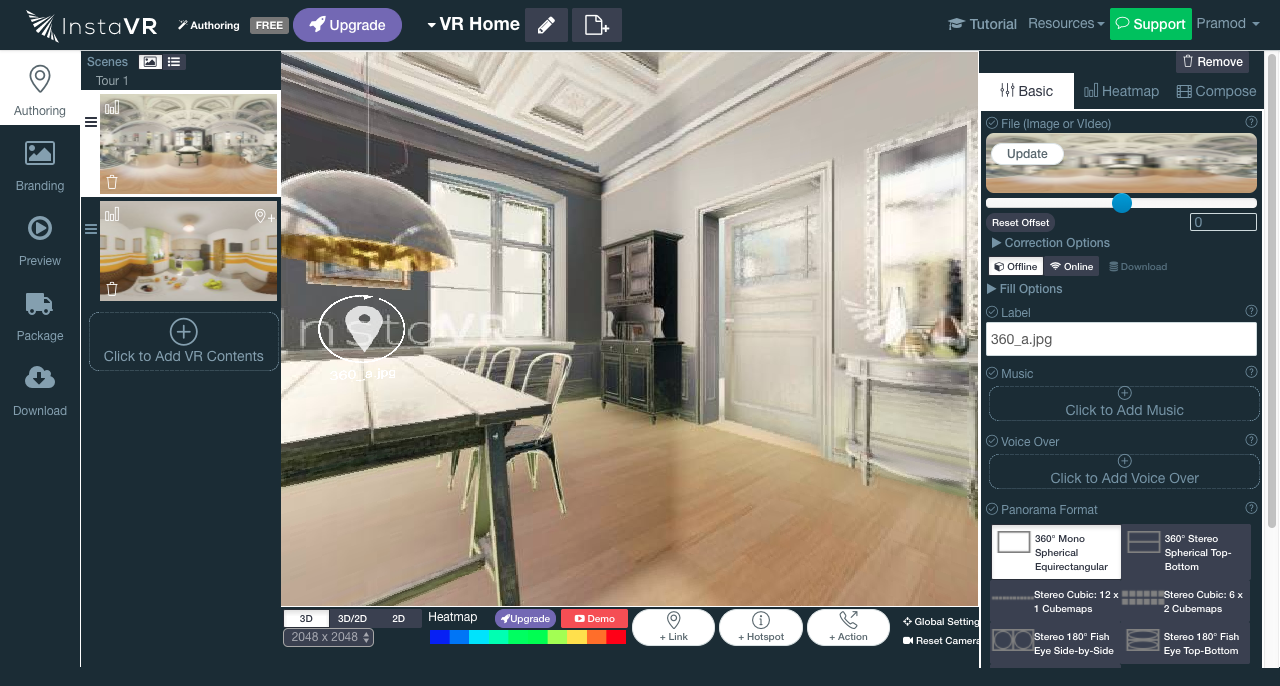 InstaVR
Authoring
FREE
Upgrade
VR Home
Tutorial
Resources
Support
Pramod
Authoring
Branding
Preview
Package
Download
Scenes
Tour 1
Click to Add VR Contents
InstaVR
360_a.jpg
3D
3D/2D
2D
2048 x 2048
Heatmap
Upgrade
Demo
+ Link
+ Hotspot
+ Action
Global Setting
Reset Camera
Remove
Basic
Heatmap
Compose
File (Image or VIdeo)
Update
Reset Offset
0
Correction Options
Offline
Online
Download
Fill Options
Label
360_a.jpg
Music
Click to Add Music
Voice Over
Click to Add Voice Over
Panorama Format
360° Mono
Spherical
Equirectangular
360° Stereo
Spherical Top-
Bottom
Stereo Cubic: 12 x
1 Cubemaps
Stereo Cubic: 6 x
2 Cubemaps
Stereo 180° Fish
Eye Side-by-Side
Stereo 180° Fish
Eye Top-Bottom